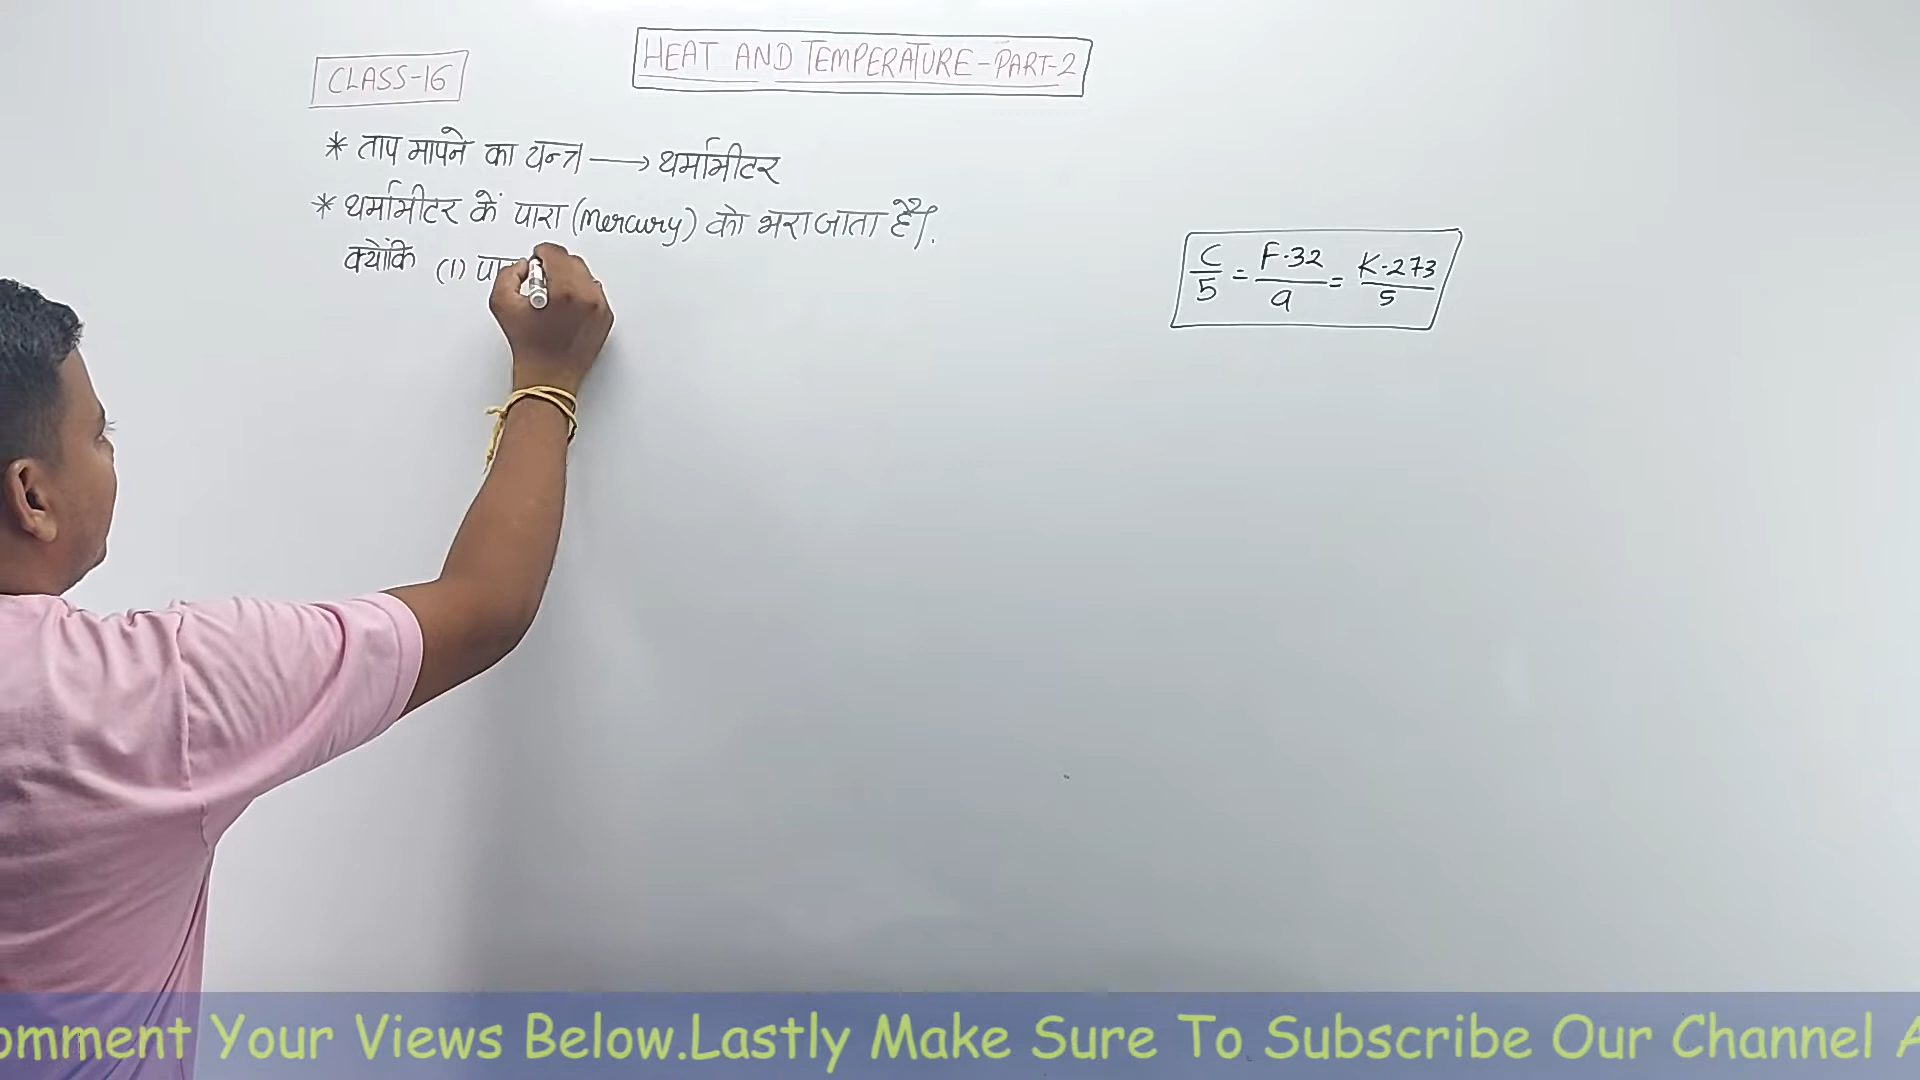 CLASS-16
HEAT AND TEMPERATURE-PART-2
* ताप मापने का यन्त्र → थर्मामीटर
* थर्मामीटर के पारा (Mercury) को भरा जाता है।
क्योंकि (1)
C/5 = F-32/9 = K-273/5
omment Your Views Below.Lastly Make Sure To Subscribe Our Channel A